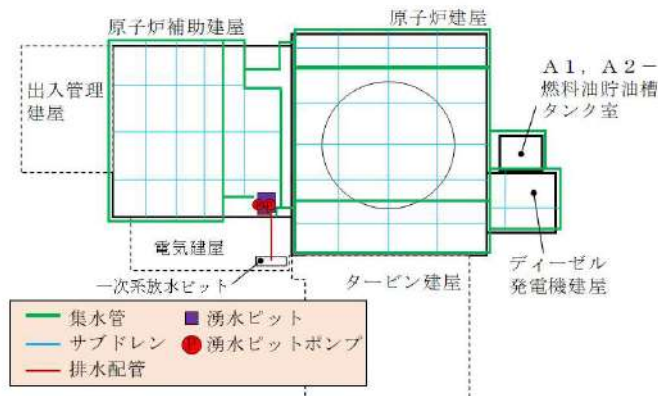 原子炉補助建屋
原子炉建屋
出入管理
建屋
A1，A2－
燃料油貯油槽
タンク室
電気建屋
一次系放水ピット
タービン建屋
ディーゼル
発電機建屋
集水管
湧水ピット
サブドレン
P 湧水ピットポンプ
排水配管